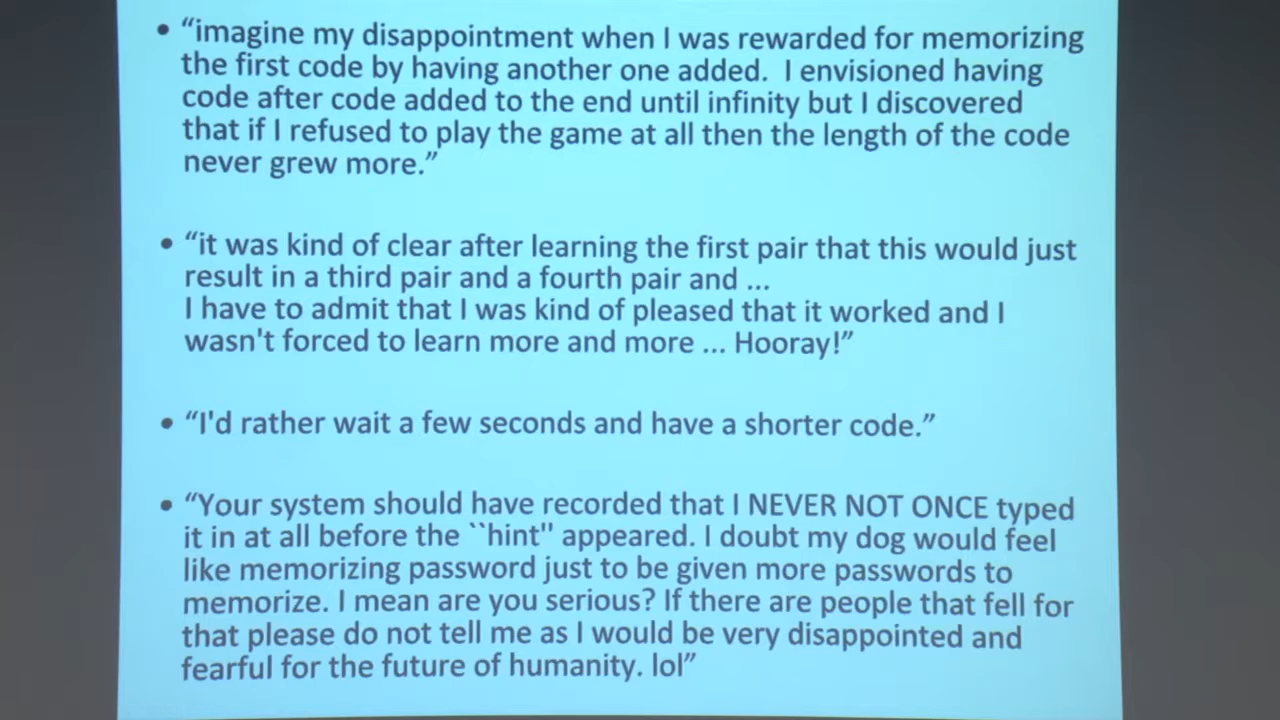 • “imagine my disappointment when I was rewarded for memorizing
the first code by having another one added.  I envisioned having
code after code added to the end until infinity but I discovered
that if I refused to play the game at all then the length of the code
never grew more.”
• “it was kind of clear after learning the first pair that this would just
result in a third pair and a fourth pair and ...
I have to admit that I was kind of pleased that it worked and I
wasn't forced to learn more and more ... Hooray!”
• “I'd rather wait a few seconds and have a shorter code.”
• “Your system should have recorded that I NEVER NOT ONCE typed
it in at all before the ``hint" appeared. I doubt my dog would feel
like memorizing password just to be given more passwords to
memorize. I mean are you serious? If there are people that fell for
that please do not tell me as I would be very disappointed and
fearful for the future of humanity. lol”